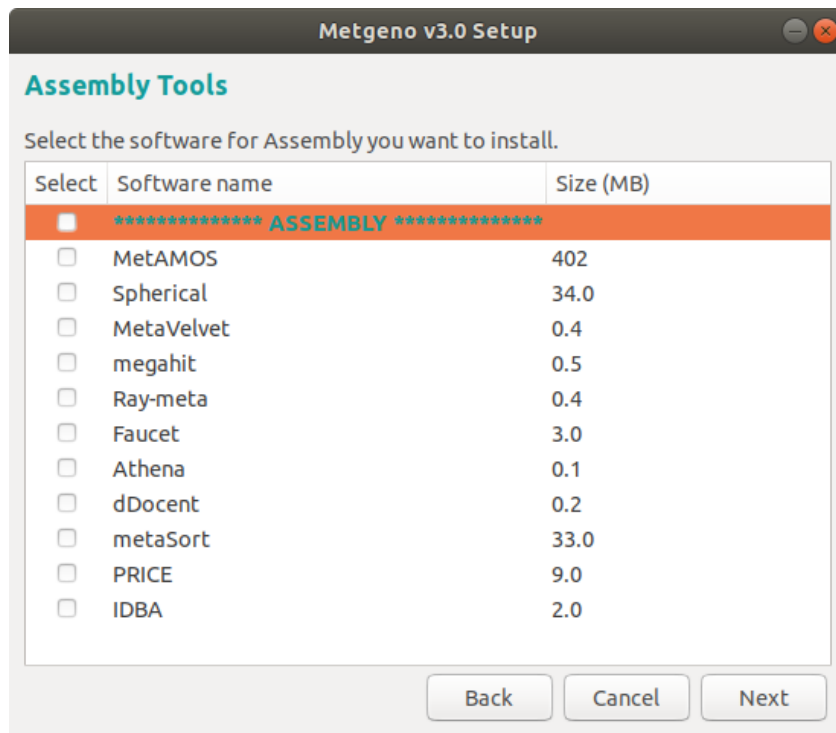 Metgeno v3.0 Setup
Assembly Tools
Select the software for Assembly you want to install.
Select Software name Size (MB)
************** ASSEMBLY **************
MetAMOS 402
Spherical 34.0
MetaVelvet 0.4
megahit 0.5
Ray-meta 0.4
Faucet 3.0
Athena 0.1
dDocent 0.2
metaSort 33.0
PRICE 9.0
IDBA 2.0
Back Cancel Next